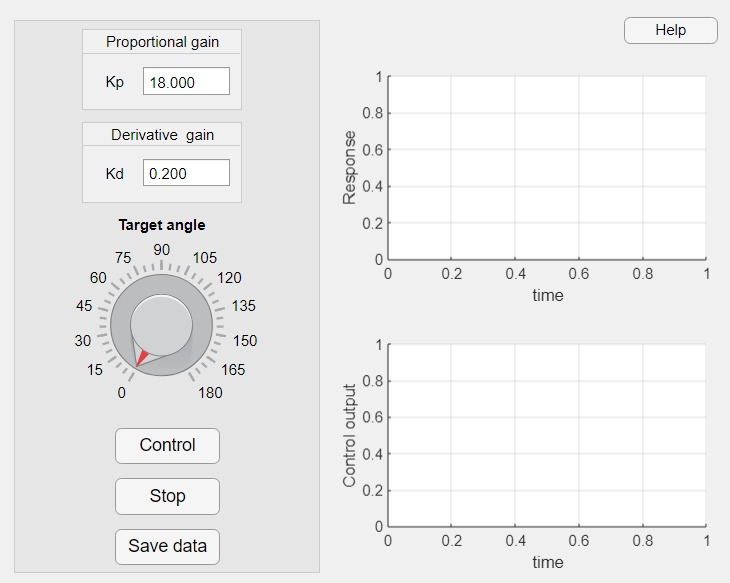 Proportional gain
Kp 18.000
Derivative gain
Kd 0.200
Target angle
0 15 30 45 60 75 90 105 120 135 150 165 180
Control
Stop
Save data
Help
Response
1
0.8
0.6
0.4
0.2
0
0 0.2 0.4 0.6 0.8 1
time
Control output
1
0.8
0.6
0.4
0.2
0
0 0.2 0.4 0.6 0.8 1
time